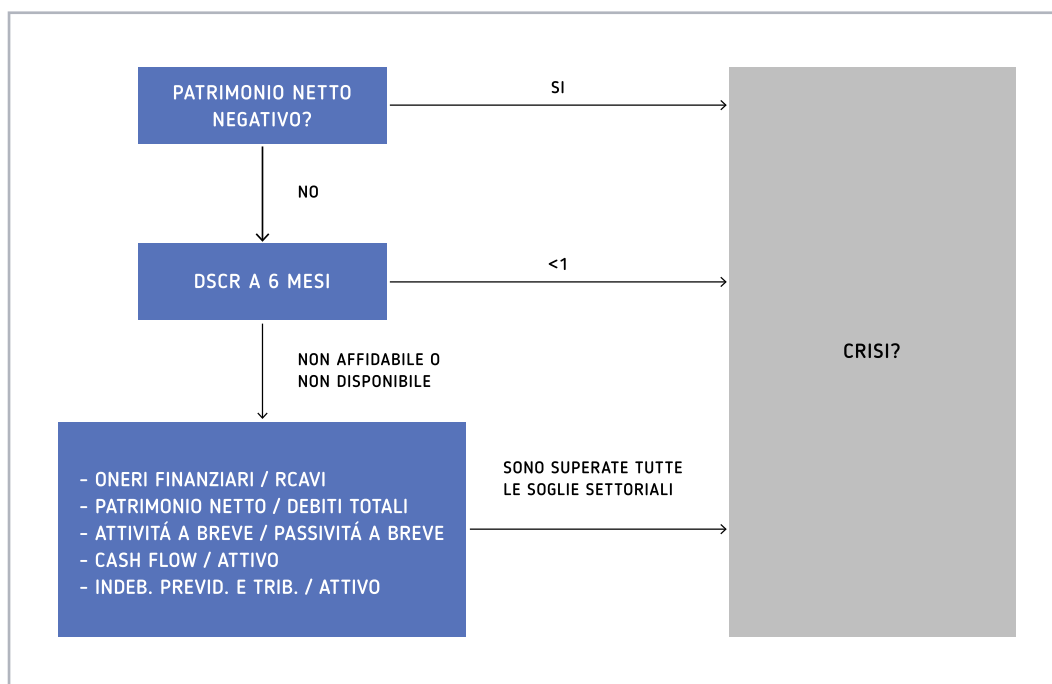 PATRIMONIO NETTO
NEGATIVO?
SI
NO
DSCR A 6 MESI
<1
CRISI?
NON AFFIDABILE O
NON DISPONIBILE
- ONERI FINANZIARI / RCAVI
- PATRIMONIO NETTO / DEBITI TOTALI
- ATTIVITÁ A BREVE / PASSIVITÁ A BREVE
- CASH FLOW / ATTIVO
- INDEB. PREVID. E TRIB. / ATTIVO
SONO SUPERATE TUTTE
LE SOGLIE SETTORIALI